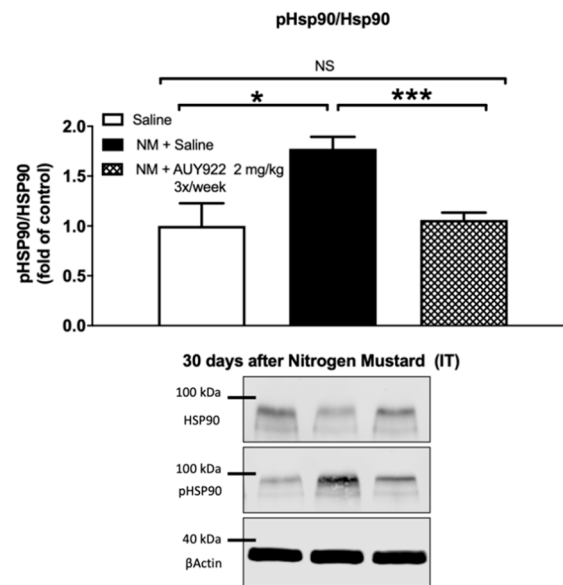 pHsp90/Hsp90
NS
*
***
Saline
NM + Saline
NM + AUY922 2 mg/kg
3x/week
pHSP90/HSP90
(fold of control)
2.0
1.5
1.0
0.5
0.0
30 days after Nitrogen Mustard (IT)
100 kDa
HSP90
100 kDa
pHSP90
40 kDa
βActin